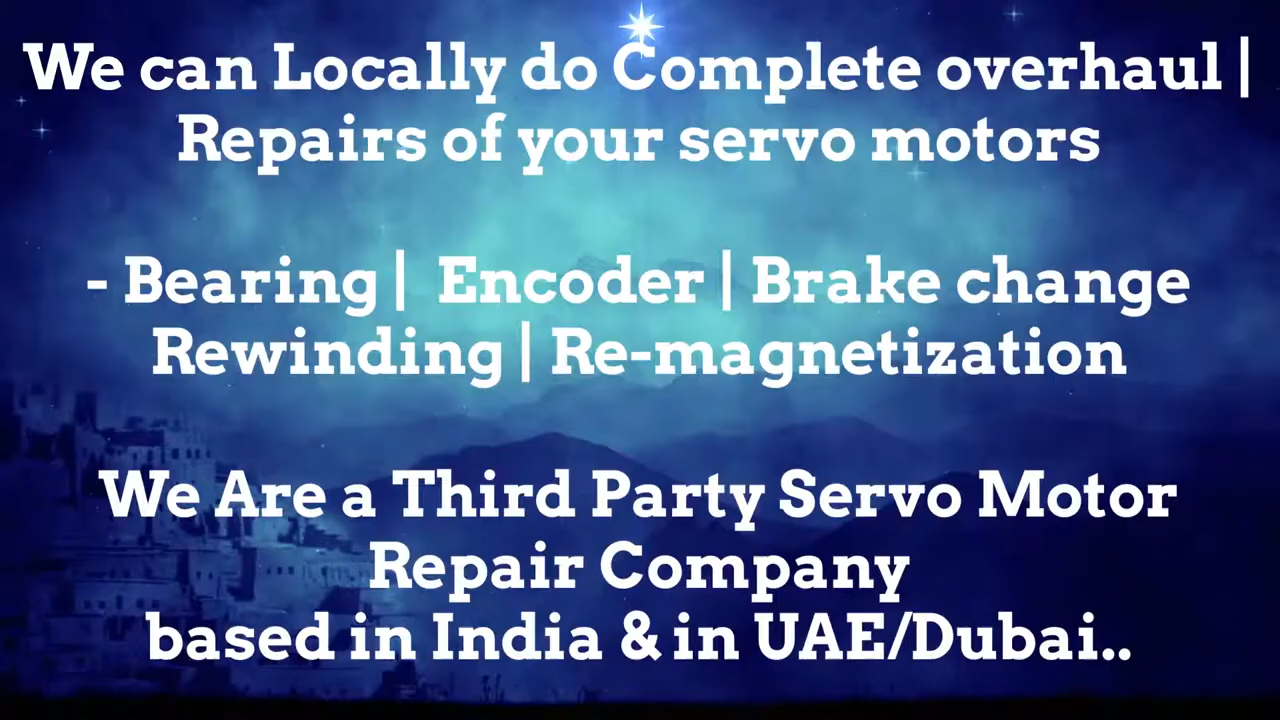 We can Locally do Complete overhaul |
Repairs of your servo motors
- Bearing | Encoder | Brake change
Rewinding | Re-magnetization
We Are a Third Party Servo Motor
Repair Company
based in India & in UAE/Dubai..